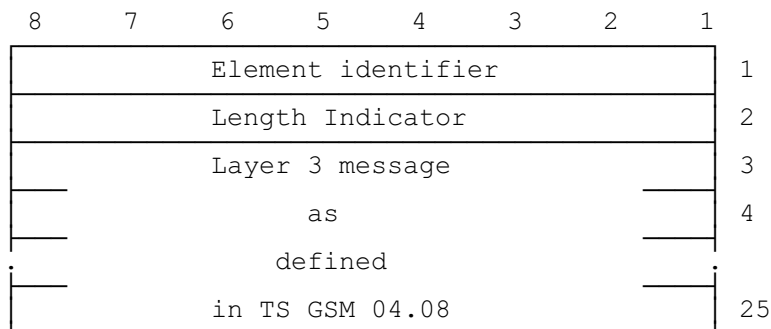 8 7 6 5 4 3 2 1
Element identifier 1
Length Indicator 2
Layer 3 message 3
as 4
. defined .
in TS GSM 04.08 25